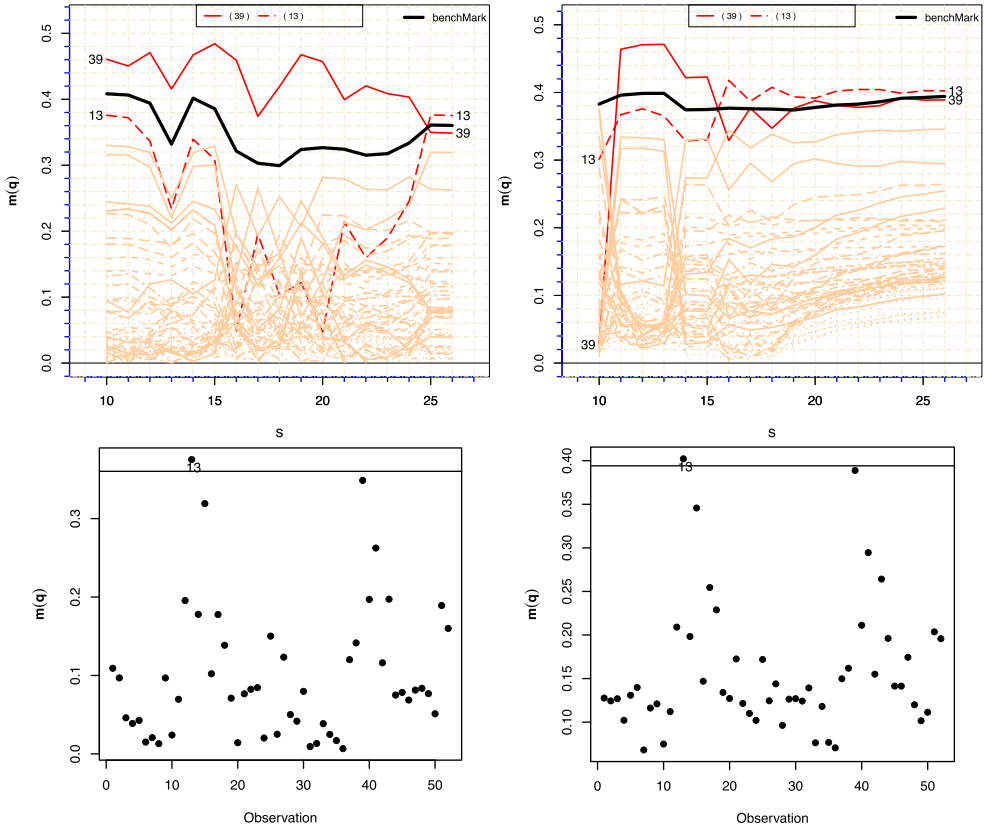 ( 39 ) ( 13 ) benchMark
m(q)
0.0 0.1 0.2 0.3 0.4 0.5
39
13
13
39
10 15 20 25
s
( 39 ) ( 13 ) benchMark
m(q)
0.0 0.1 0.2 0.3 0.4 0.5
13
39
13
39
10 15 20 25
s
m(q)
0.0 0.1 0.2 0.3
13
0 10 20 30 40 50
Observation
m(q)
0.10 0.15 0.20 0.25 0.30 0.35 0.40
13
0 10 20 30 40 50
Observation